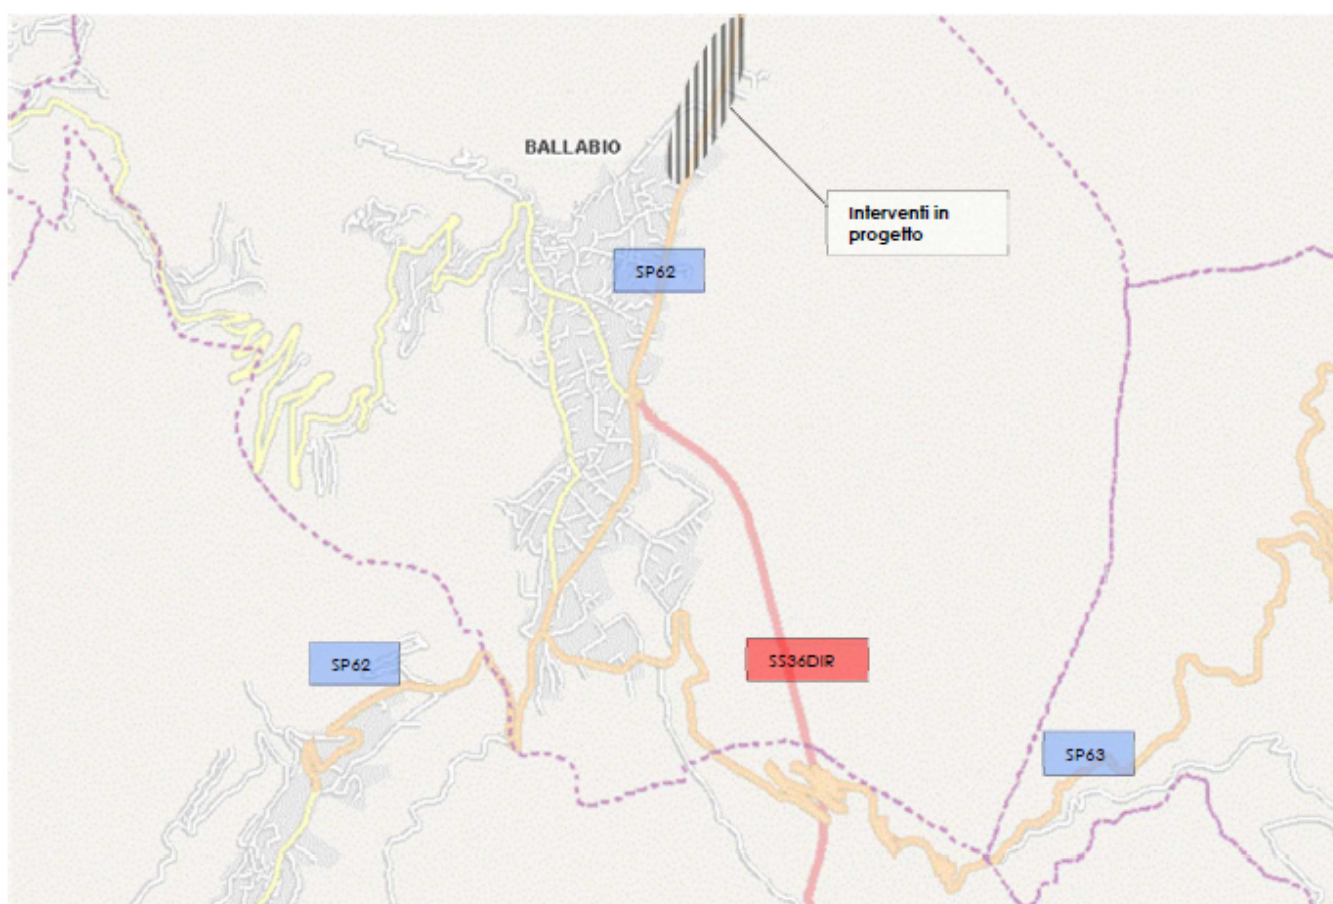 BALLABIO
Interventi in
progetto
SP62
SP62
SS36DIR
SP63